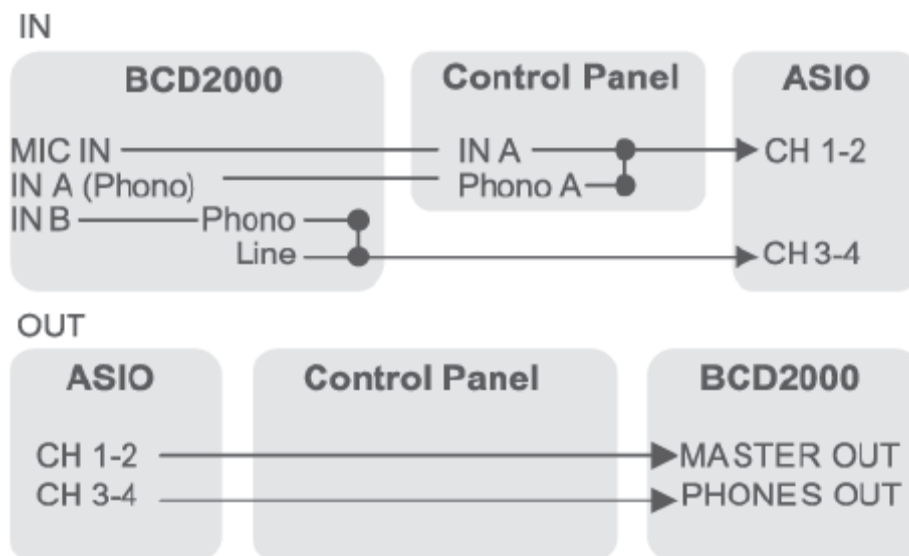 IN
BCD2000 Control Panel ASIO
MIC IN IN A CH 1-2
IN A (Phono) Phono A
IN B Phono
Line CH 3-4
OUT
ASIO Control Panel BCD2000
CH 1-2 MASTER OUT
CH 3-4 PHONES OUT